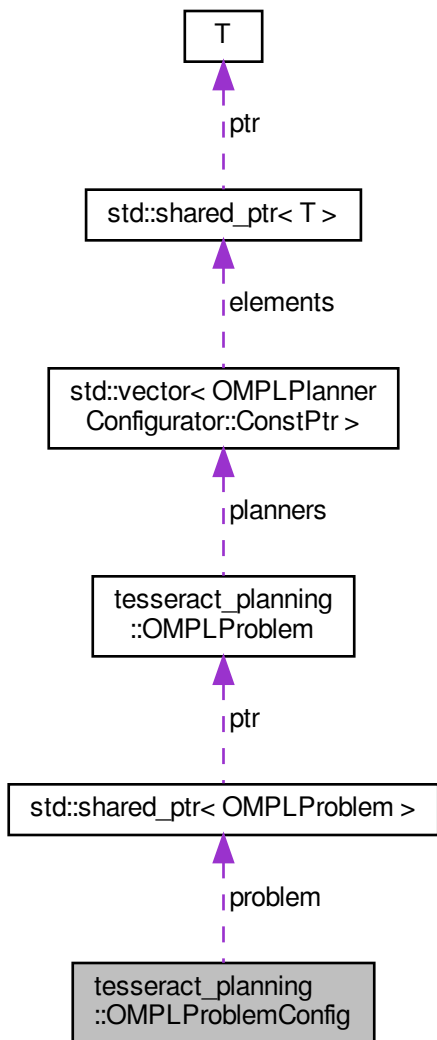 T
ptr
std::shared_ptr< T >
elements
std::vector< OMPLPlanner
Configurator::ConstPtr >
planners
tesseract_planning
::OMPLProblem
ptr
std::shared_ptr< OMPLProblem >
problem
tesseract_planning
::OMPLProblemConfig